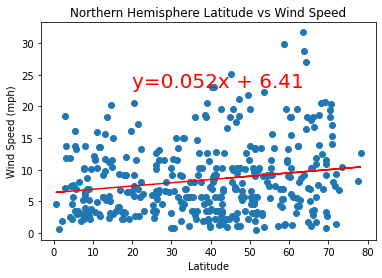 Northern Hemisphere Latitude vs Wind Speed
y=0.052x + 6.41
Wind Speed (mph)
30
25
20
15
10
5
0
0 10 20 30 40 50 60 70 80
Latitude